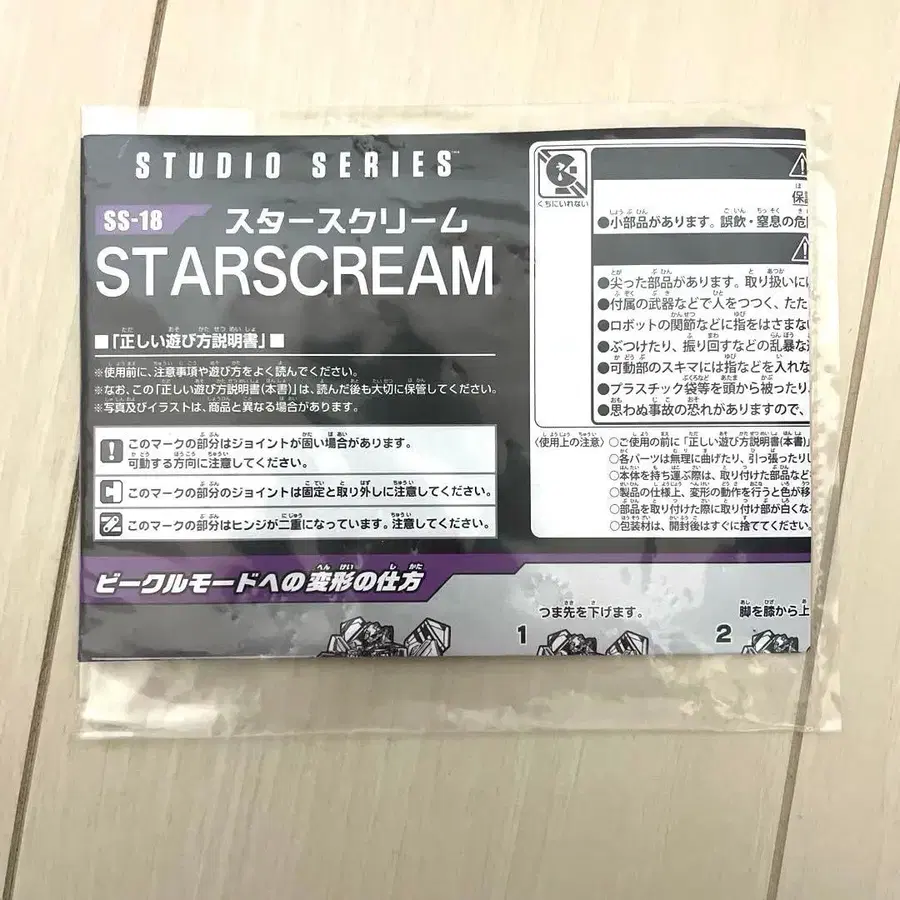 STUDIO SERIES™
SS-18 スタースクリーム
STARSCREAM
■「正しい遊び方説明書」■
※使用前に、注意事項や遊び方をよく読んでください。
※なお、この「正しい遊び方説明書(本書)」は、読んだ後も大切に保管してください。
※写真及びイラストは、商品と異なる場合があります。
このマークの部分はジョイントが固い場合があります。
可動する方向に注意してください。
このマークの部分のジョイントは固定と取り外しに注意してください。
このマークの部分はヒンジが二重になっています。注意してください。
くちにいれない
●小部品があります。誤飲・窒息の危
●尖った部品があります。取り扱いに
●付属の武器などで人をつつく、たた
●ロボットの関節などに指をはさまない
●ぶつけたり、振り回すなどの乱暴な
●可動部のスキマには指などを入れな
●プラスチック袋等を頭から被ったり、
●思わぬ事故の恐れがありますので、
〈使用上の注意〉 ○ご使用の前に「正しい遊び方説明書(本書)」
○各パーツは無理に曲げたり、引っ張ったりし
○本体を持ち運ぶ際は、取り付けた部品など
○製品の仕様上、変形の動作を行うと色が移
○部品を取り付けた際に取り付け部が白くな
○包装材は、開封後はすぐに捨ててください。
ビークルモードへの変形の仕方
1 つま先を下げます。
2 脚を膝から上